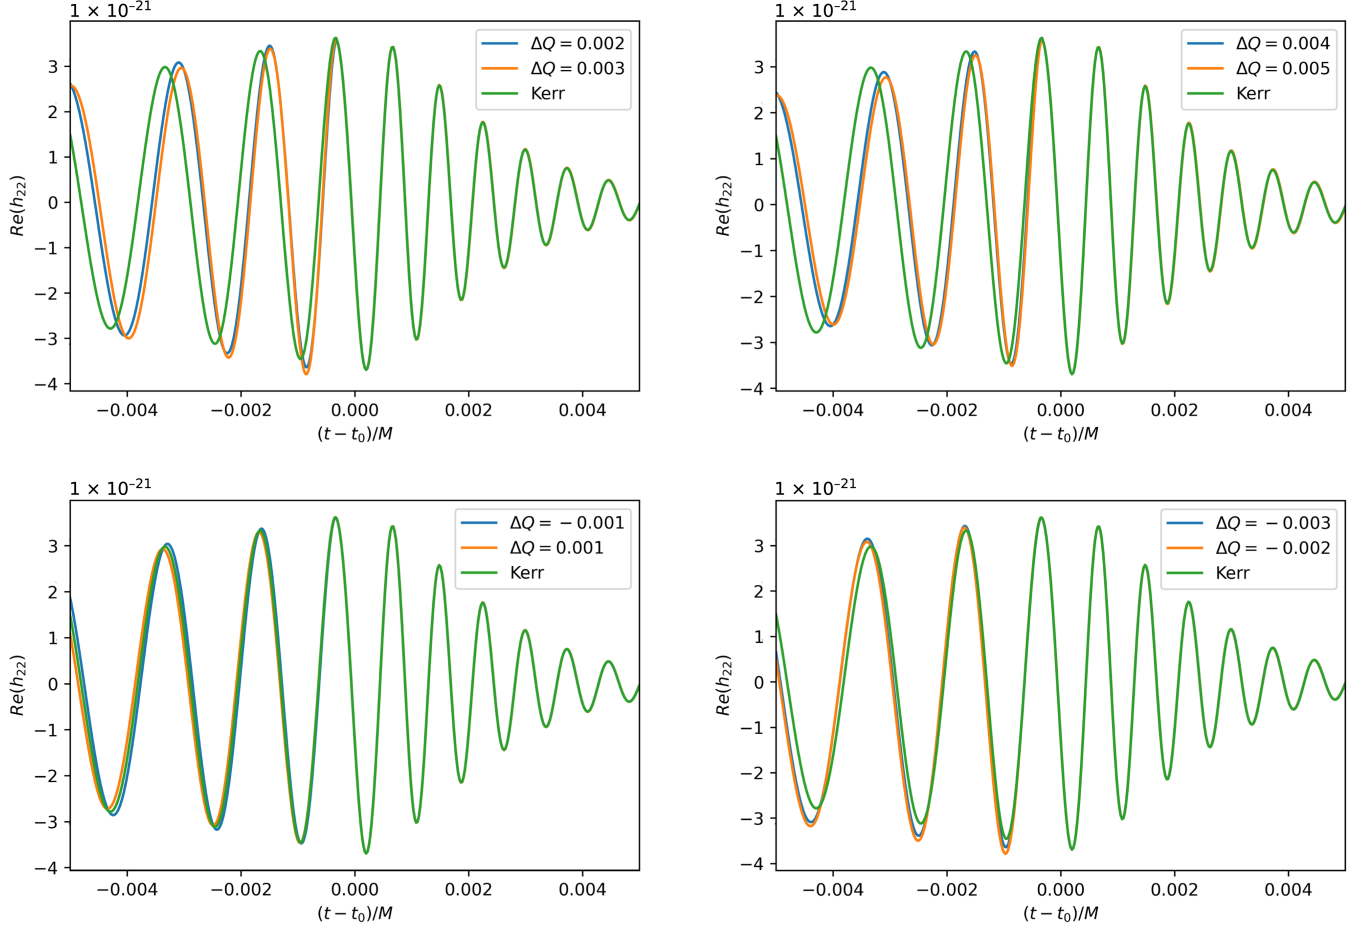 1 × 10⁻²¹
ΔQ = 0.002
ΔQ = 0.003
Kerr
3
2
1
0
−1
−2
−3
−4
Re(h₂₂)
−0.004 −0.002 0.000 0.002 0.004
(t − t₀)/M
1 × 10⁻²¹
ΔQ = 0.004
ΔQ = 0.005
Kerr
3
2
1
0
−1
−2
−3
−4
Re(h₂₂)
−0.004 −0.002 0.000 0.002 0.004
(t − t₀)/M
1 × 10⁻²¹
ΔQ = −0.001
ΔQ = 0.001
Kerr
3
2
1
0
−1
−2
−3
−4
Re(h₂₂)
−0.004 −0.002 0.000 0.002 0.004
(t − t₀)/M
1 × 10⁻²¹
ΔQ = −0.003
ΔQ = −0.002
Kerr
3
2
1
0
−1
−2
−3
−4
Re(h₂₂)
−0.004 −0.002 0.000 0.002 0.004
(t − t₀)/M